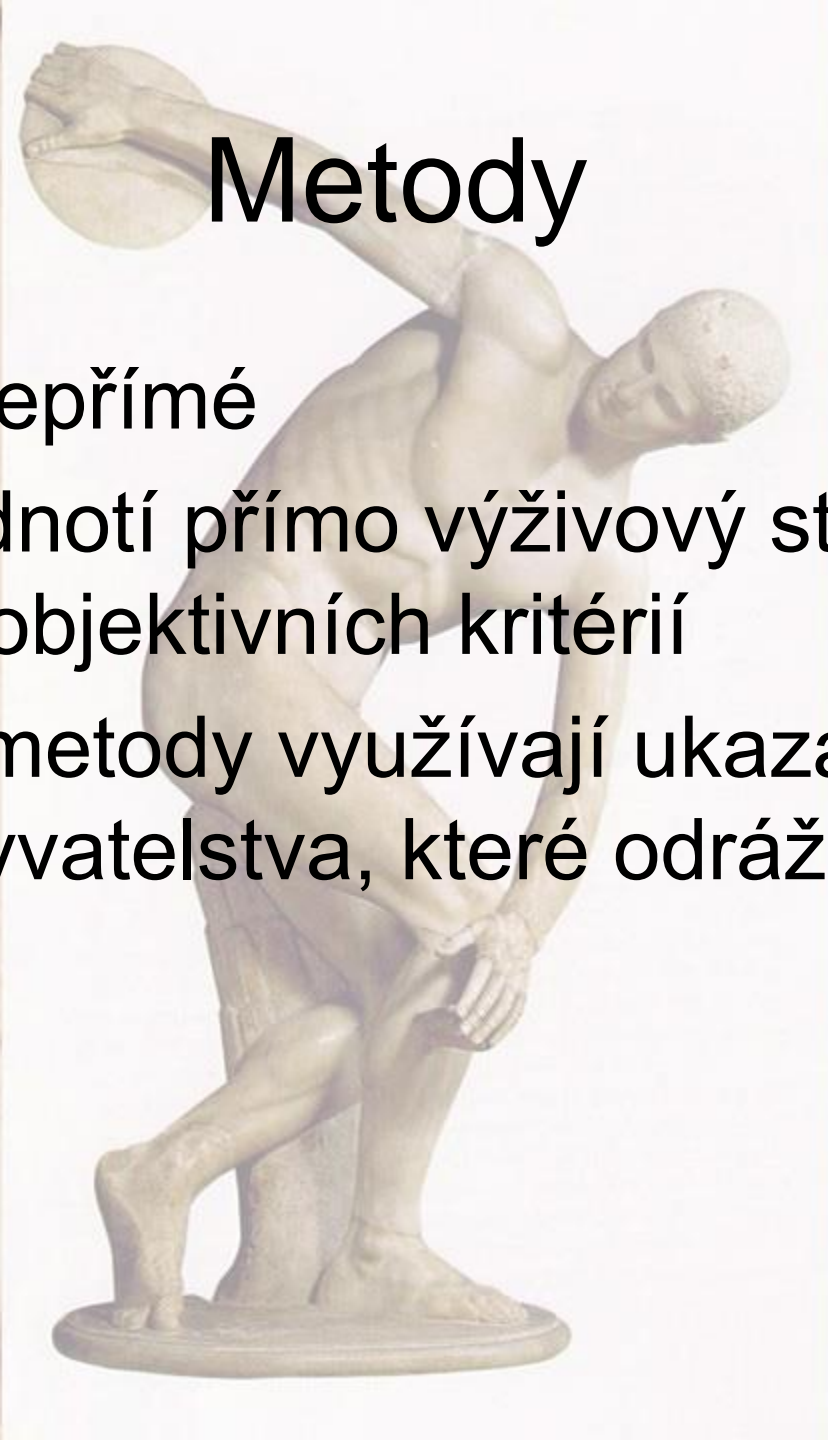 Metody
epřímé
dnotí přímo výživový st
objektivních kritérií
metody využívají ukaza
yvatelstva, které odráž